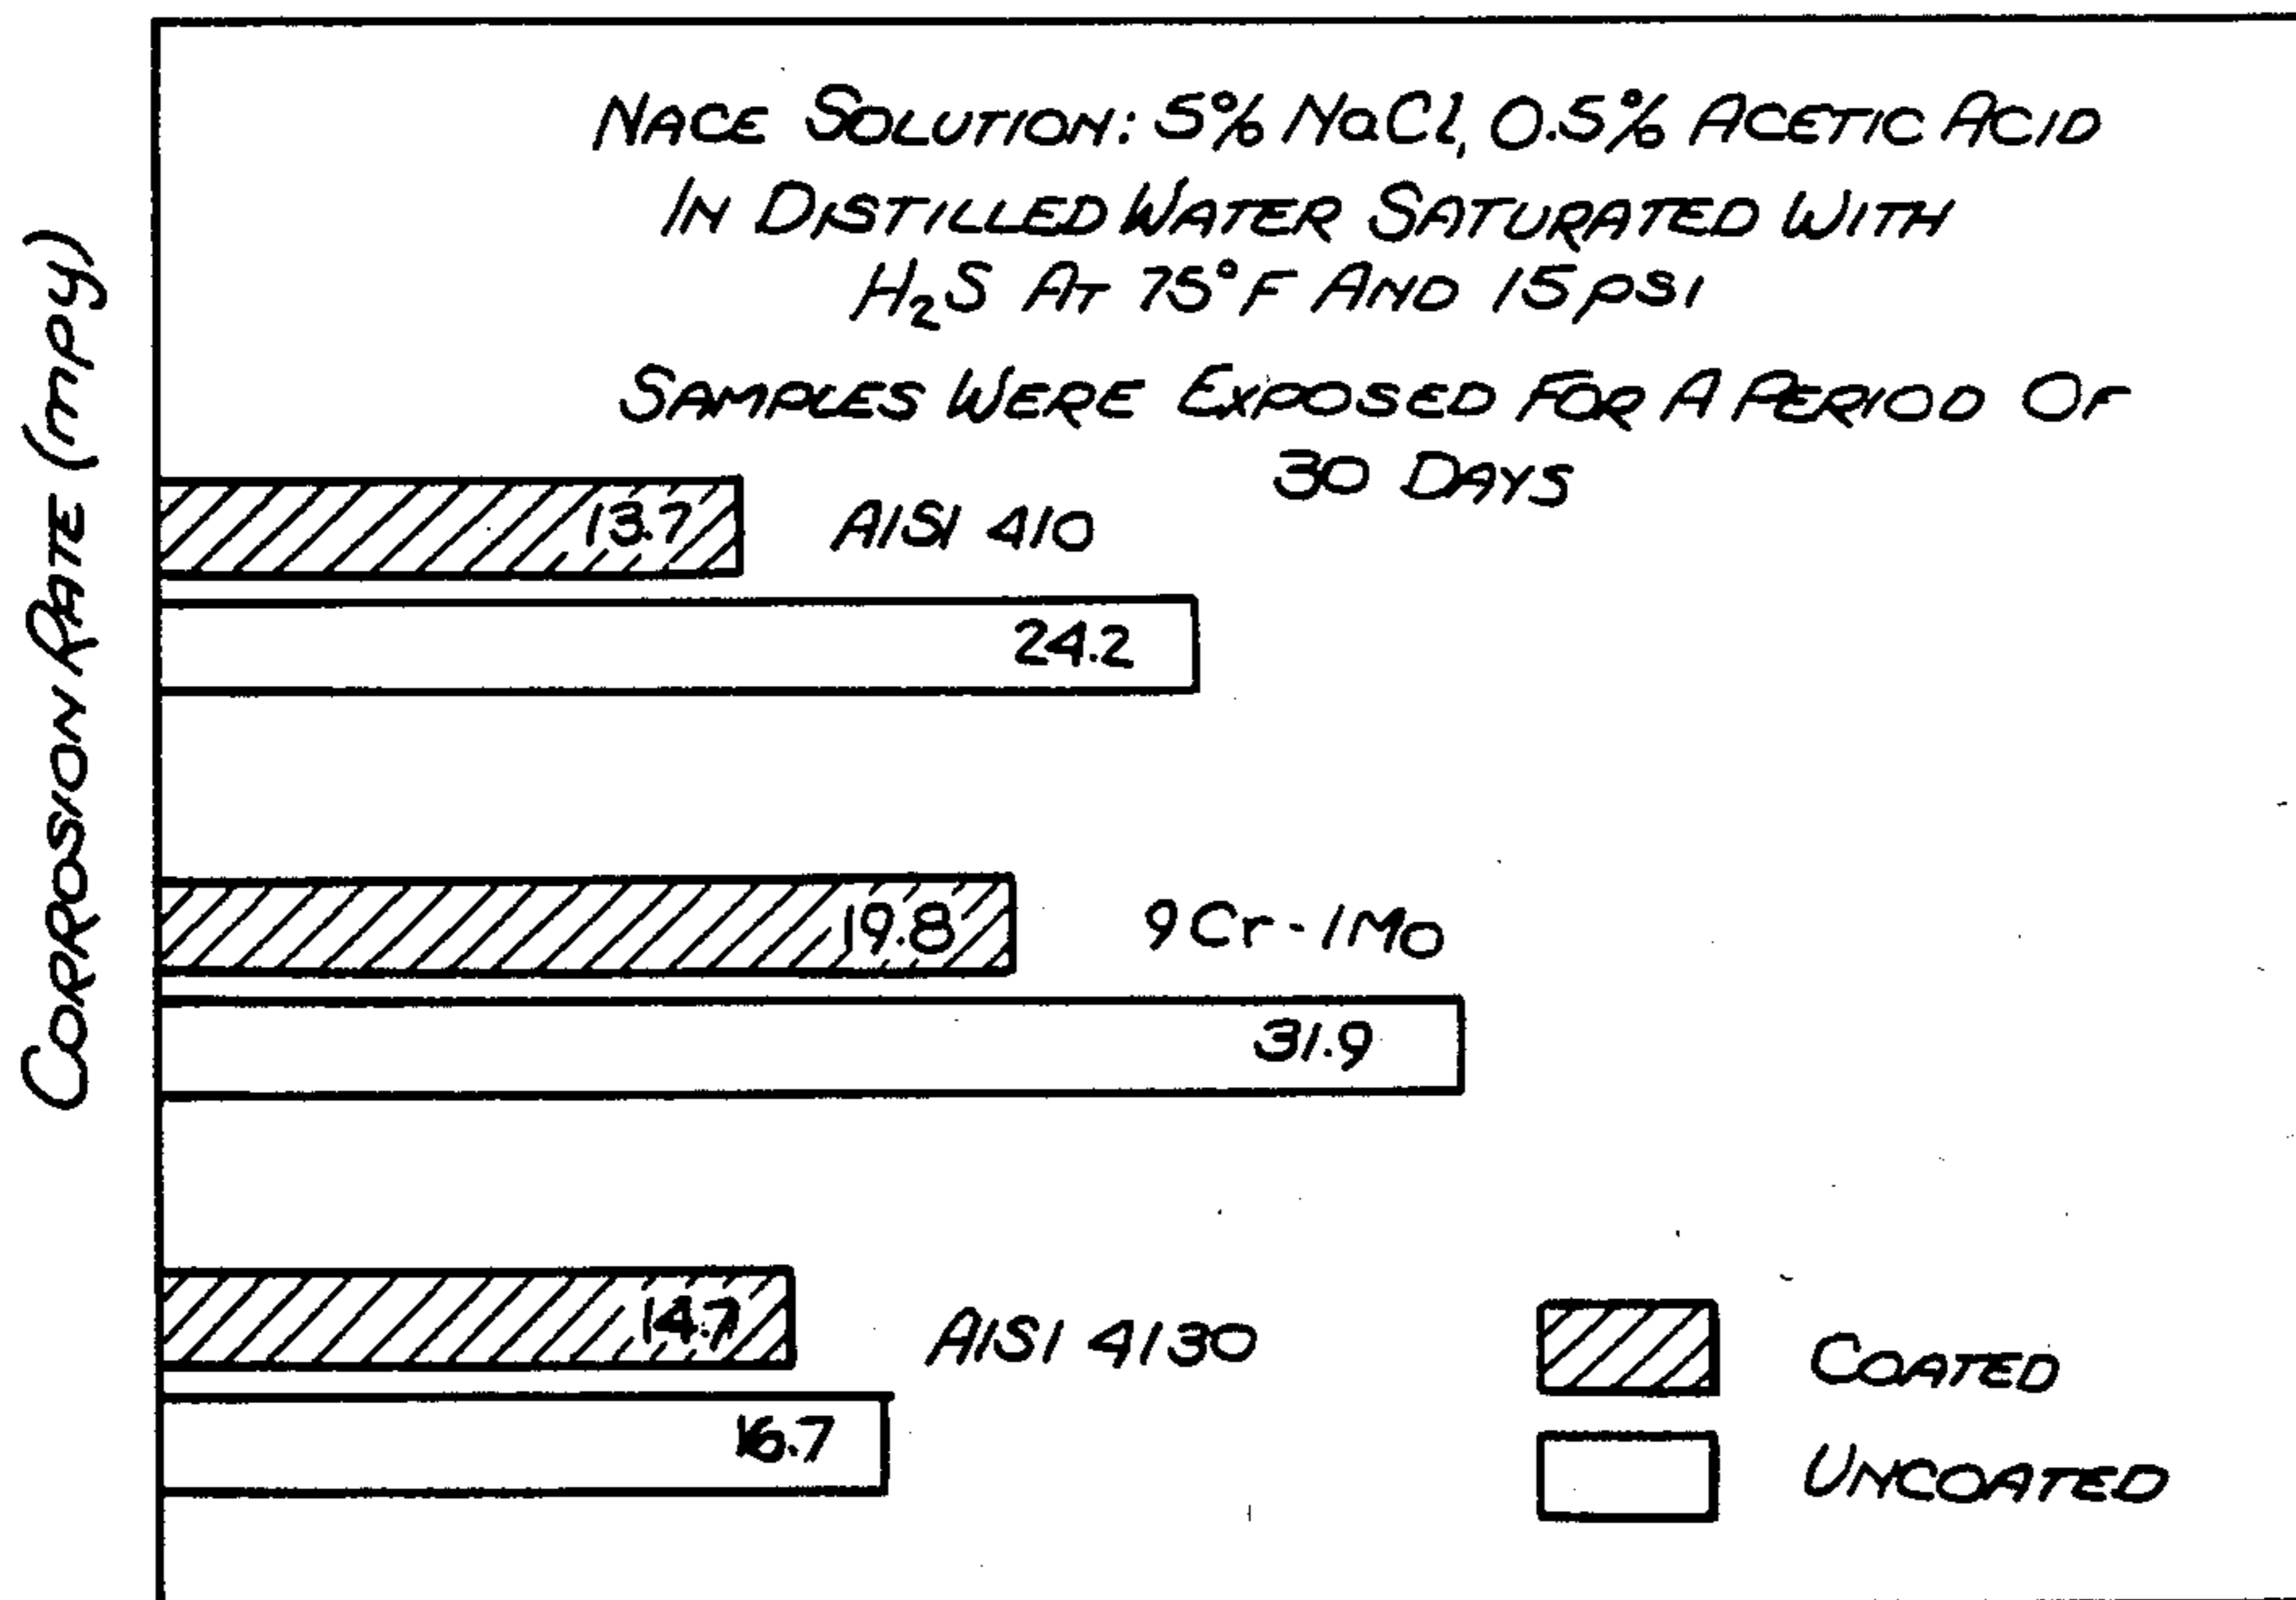 NACE SOLUTION: 5% NaCl, 0.5% ACETIC ACID
IN DISTILLED WATER SATURATED WITH
H₂S AT 75°F AND 15 psi
SAMPLES WERE EXPOSED FOR A PERIOD OF
30 DAYS
CORROSION RATE (mpy)
13.7 AISI 410
24.2
19.8 9Cr-1Mo
31.9
14.7 AISI 4130
16.7
COATED
UNCOATED